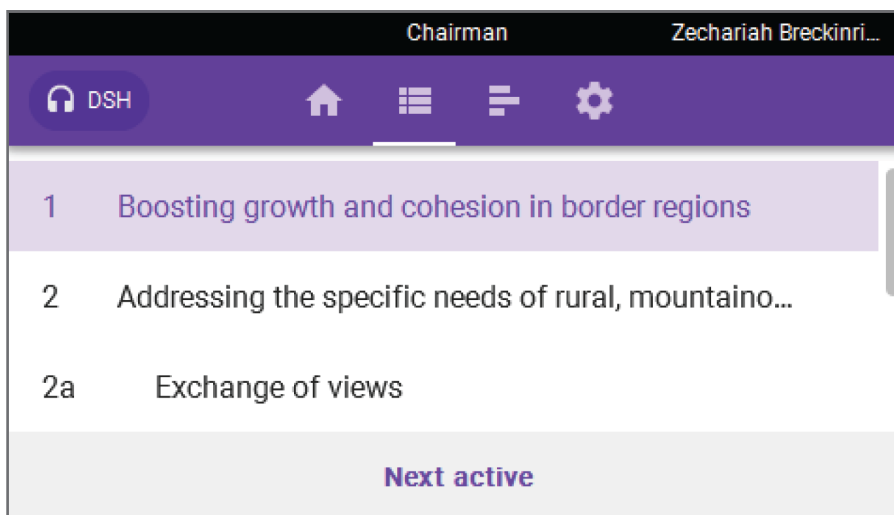 Chairman Zechariah Breckinri...
DSH
1 Boosting growth and cohesion in border regions
2 Addressing the specific needs of rural, mountaino...
2a Exchange of views
Next active